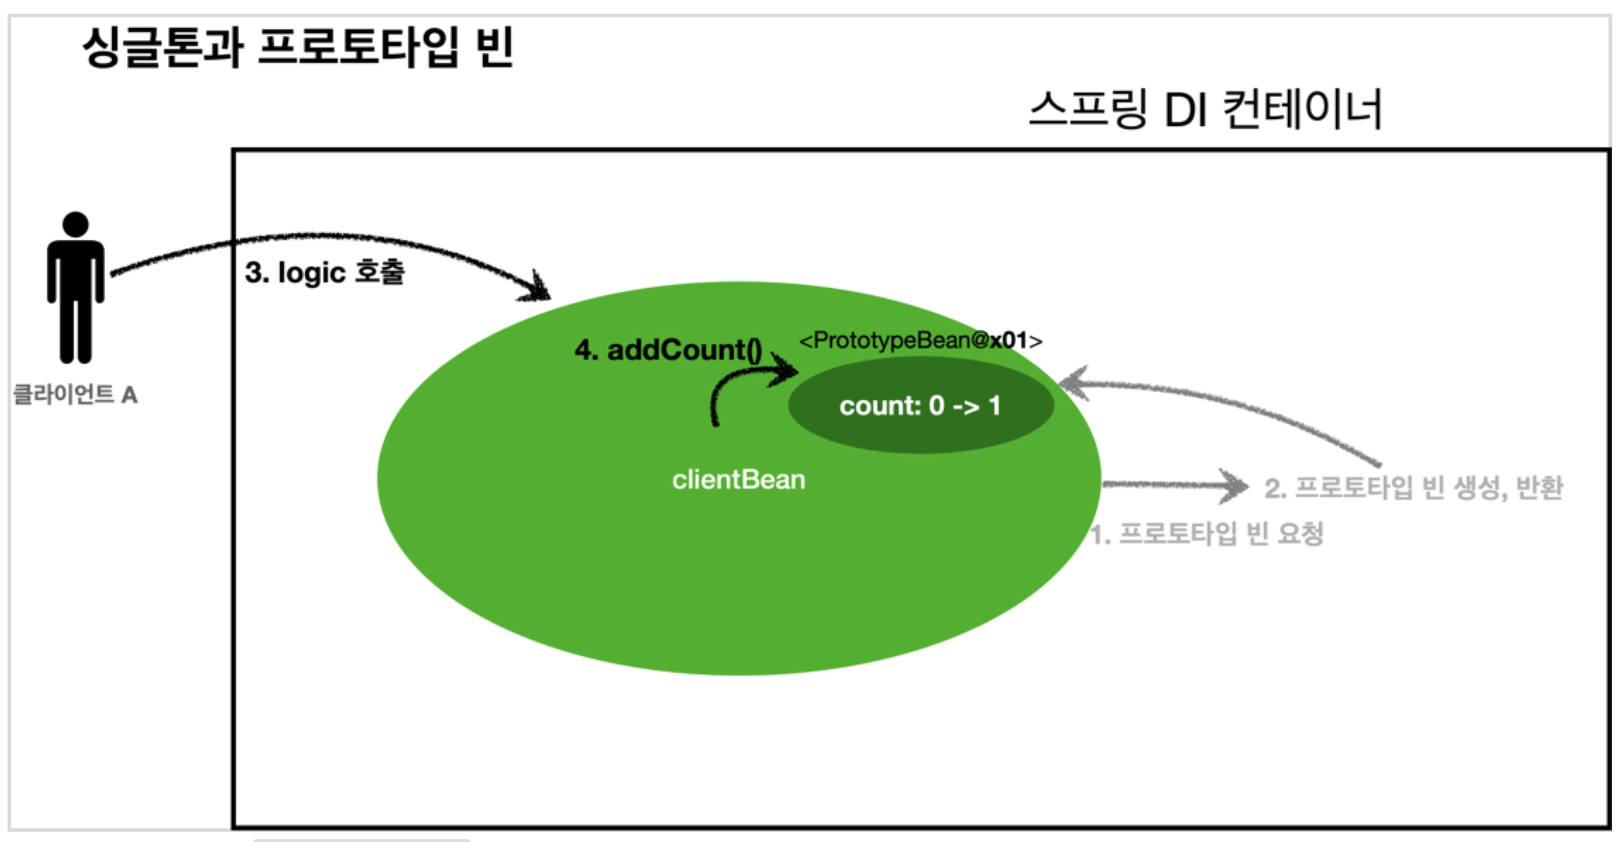 싱글톤과 프로토타입 빈
스프링 DI 컨테이너
3. logic 호출
4. addCount()
<PrototypeBean@x01>
클라이언트 A
count: 0 -> 1
clientBean
2. 프로토타입 빈 생성, 반환
1. 프로토타입 빈 요청